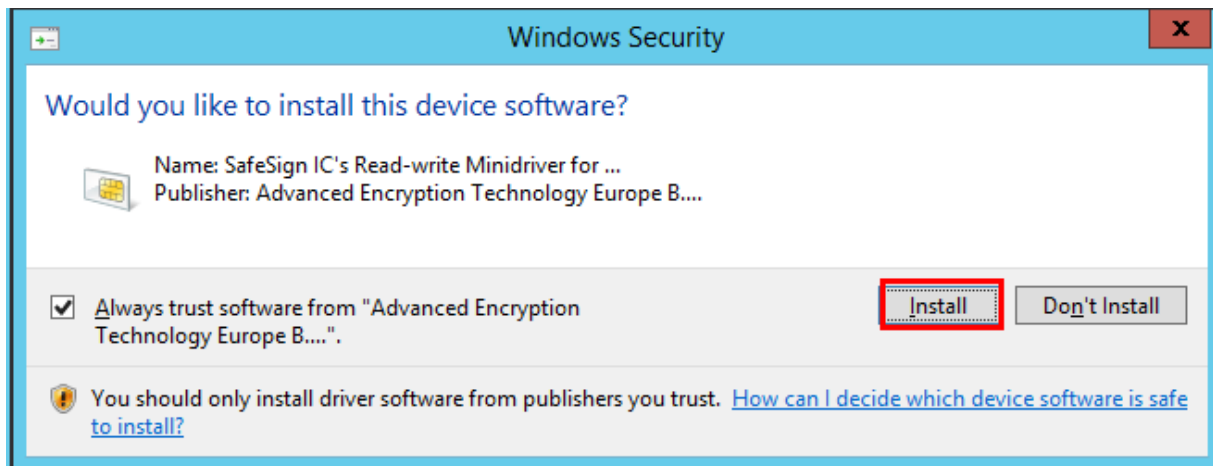 Windows Security
x
Would you like to install this device software?
Name: SafeSign IC's Read-write Minidriver for ...
Publisher: Advanced Encryption Technology Europe B....
Always trust software from "Advanced Encryption
Technology Europe B....".
Install
Don't Install
You should only install driver software from publishers you trust. How can I decide which device software is safe
to install?